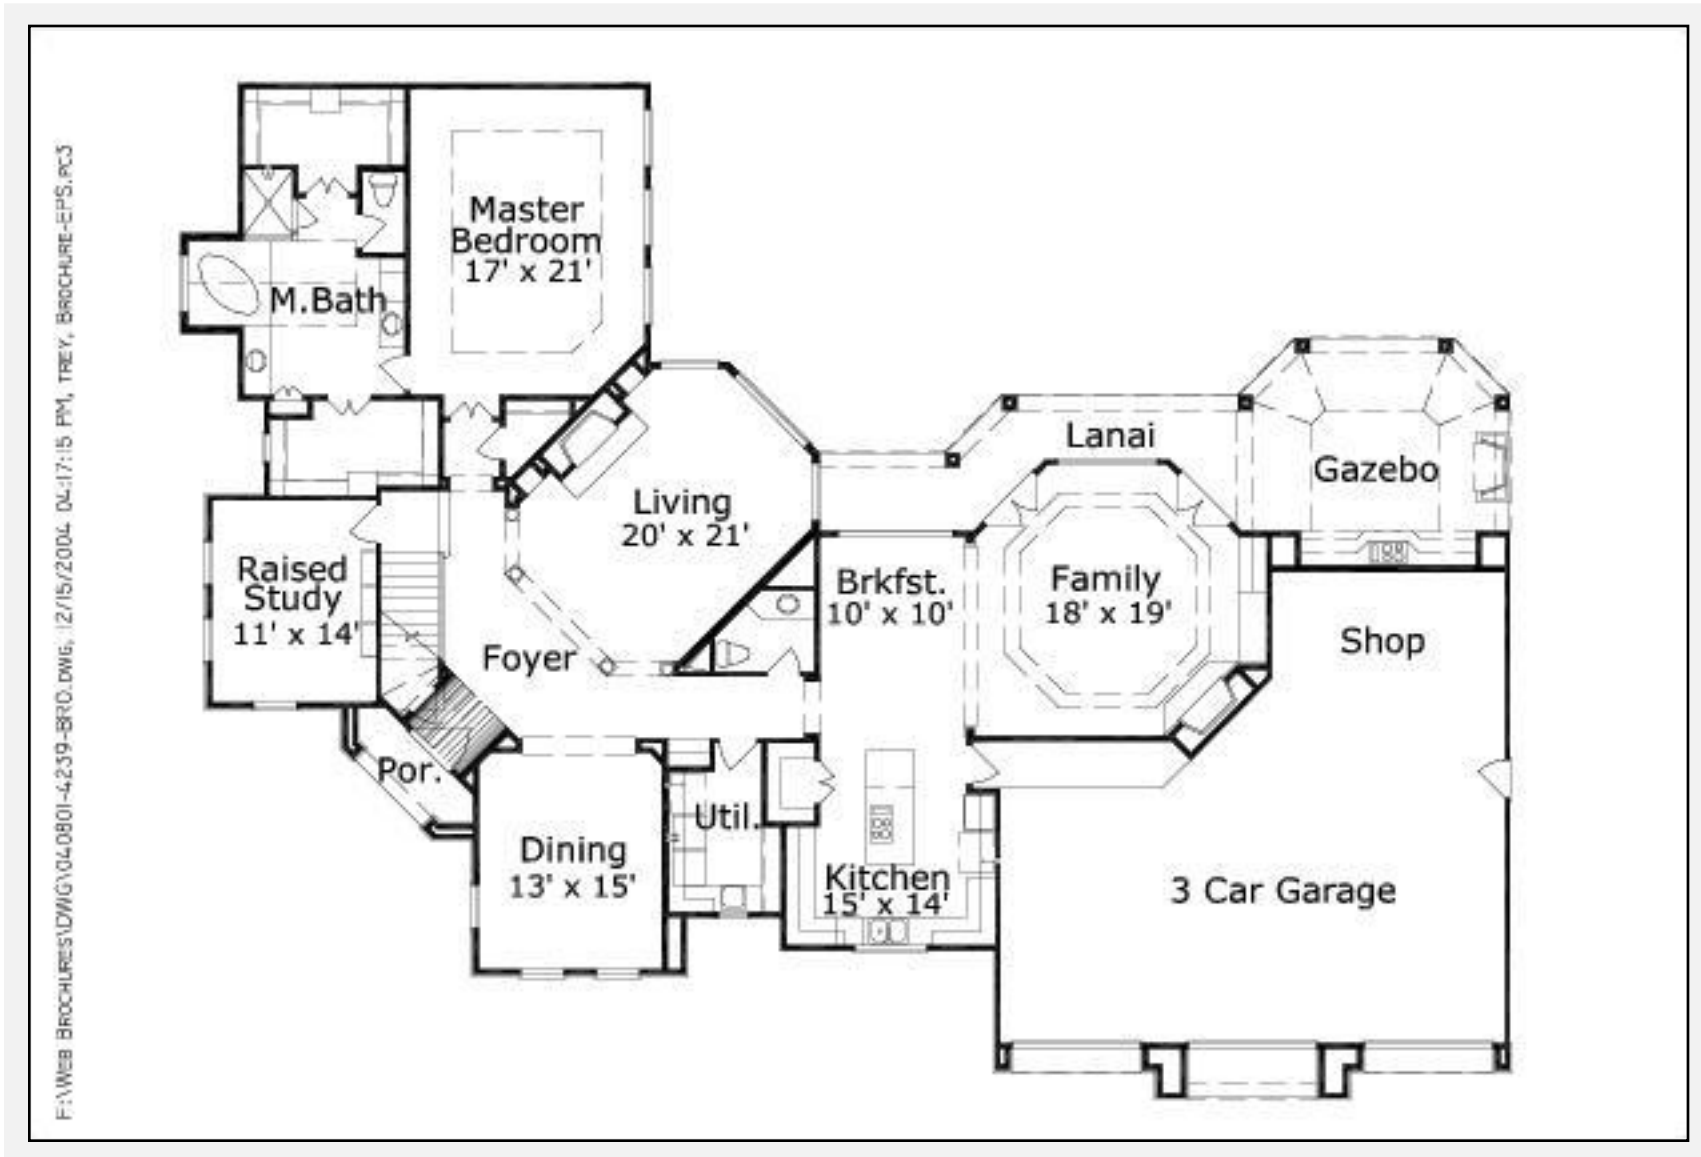 Master
Bedroom
17' x 21'
M.Bath
Lanai
Gazebo
Living
20' x 21'
Raised
Study
11' x 14'
Brkfst.
10' x 10'
Family
18' x 19'
Shop
Foyer
Por.
Util.
Dining
13' x 15'
Kitchen
15' x 14'
3 Car Garage
F:\WEB BROCHURES\DWG\040801-4239-BRO.DWG, 12/15/2004 04:17:15 PM, TREY, BROCHURE-EPS.PC3